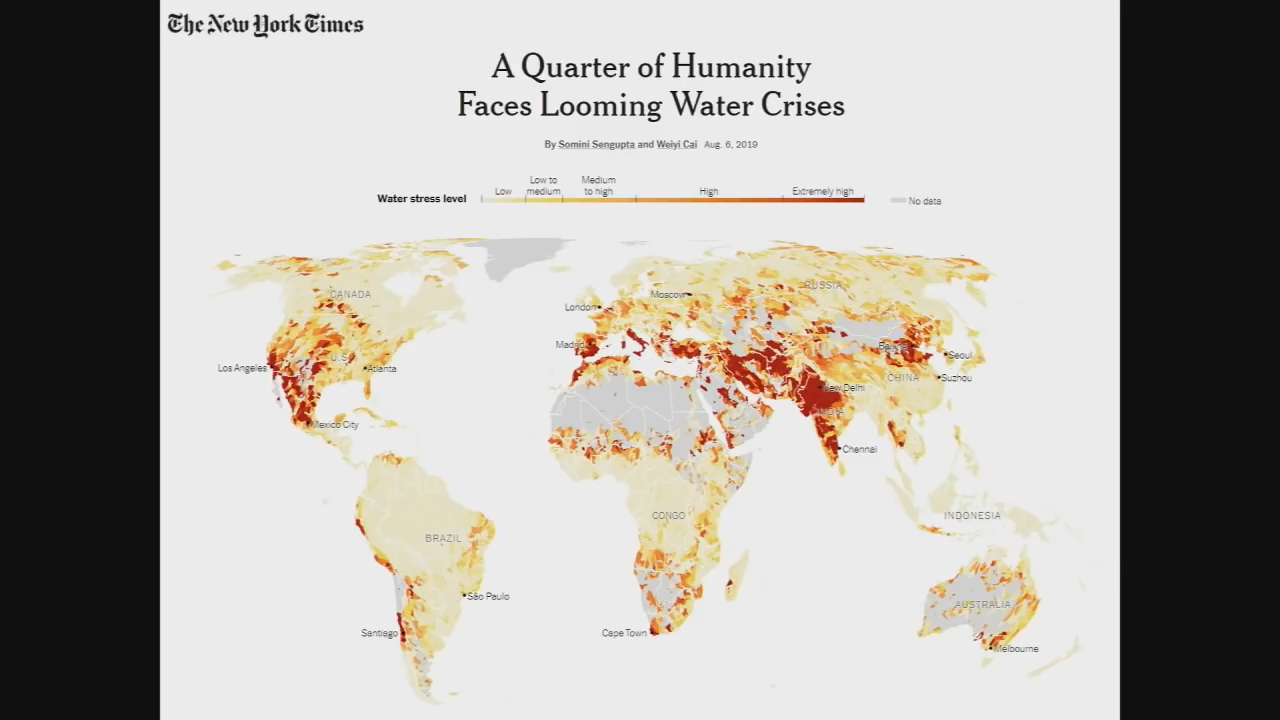 The New York Times
A Quarter of Humanity
Faces Looming Water Crises
By Somini Sengupta and Weiyi Cai Aug. 6, 2019
Water stress level
Low
Low to
medium
Medium
to high
High
Extremely high
No data
CANADA
RUSSIA
Moscow
London
Madrid
Beijing
Seoul
U.S.
Los Angeles
Atlanta
CHINA
Suzhou
New Delhi
INDIA
Mexico City
Chennai
CONGO
INDONESIA
BRAZIL
São Paulo
AUSTRALIA
Santiago
Cape Town
Melbourne